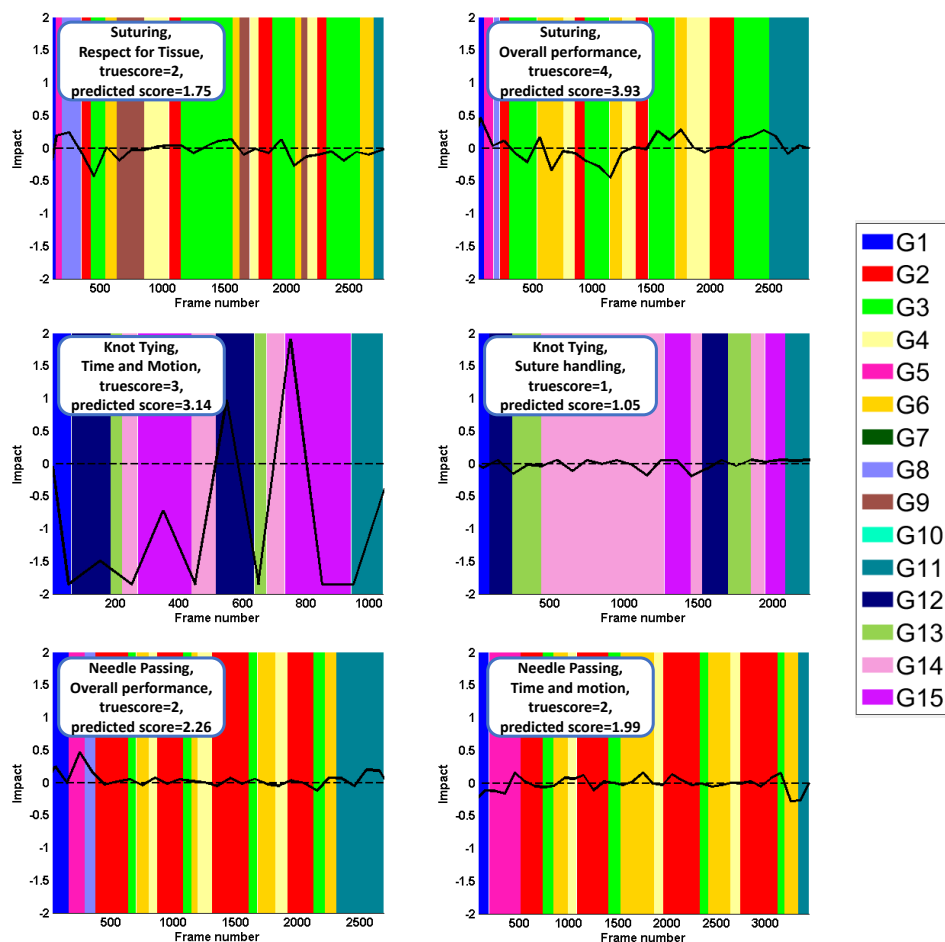 Suturing,
Respect for Tissue,
truescore=2,
predicted score=1.75
2
1.5
1
0.5
0
-0.5
-1
-1.5
-2
Impact
500 1000 1500 2000 2500
Frame number
Suturing,
Overall performance,
truescore=4,
predicted score=3.93
2
1.5
1
0.5
0
-0.5
-1
-1.5
-2
Impact
500 1000 1500 2000 2500
Frame number
Knot Tying,
Time and Motion,
truescore=3,
predicted score=3.14
2
1.5
1
0.5
0
-0.5
-1
-1.5
-2
Impact
200 400 600 800 1000
Frame number
Knot Tying,
Suture handling,
truescore=1,
predicted score=1.05
2
1.5
1
0.5
0
-0.5
-1
-1.5
-2
Impact
500 1000 1500 2000
Frame number
Needle Passing,
Overall performance,
truescore=2,
predicted score=2.26
2
1.5
1
0.5
0
-0.5
-1
-1.5
-2
Impact
500 1000 1500 2000 2500
Frame number
Needle Passing,
Time and motion,
truescore=2,
predicted score=1.99
2
1.5
1
0.5
0
-0.5
-1
-1.5
-2
Impact
500 1000 1500 2000 2500 3000
Frame number
G1
G2
G3
G4
G5
G6
G7
G8
G9
G10
G11
G12
G13
G14
G15